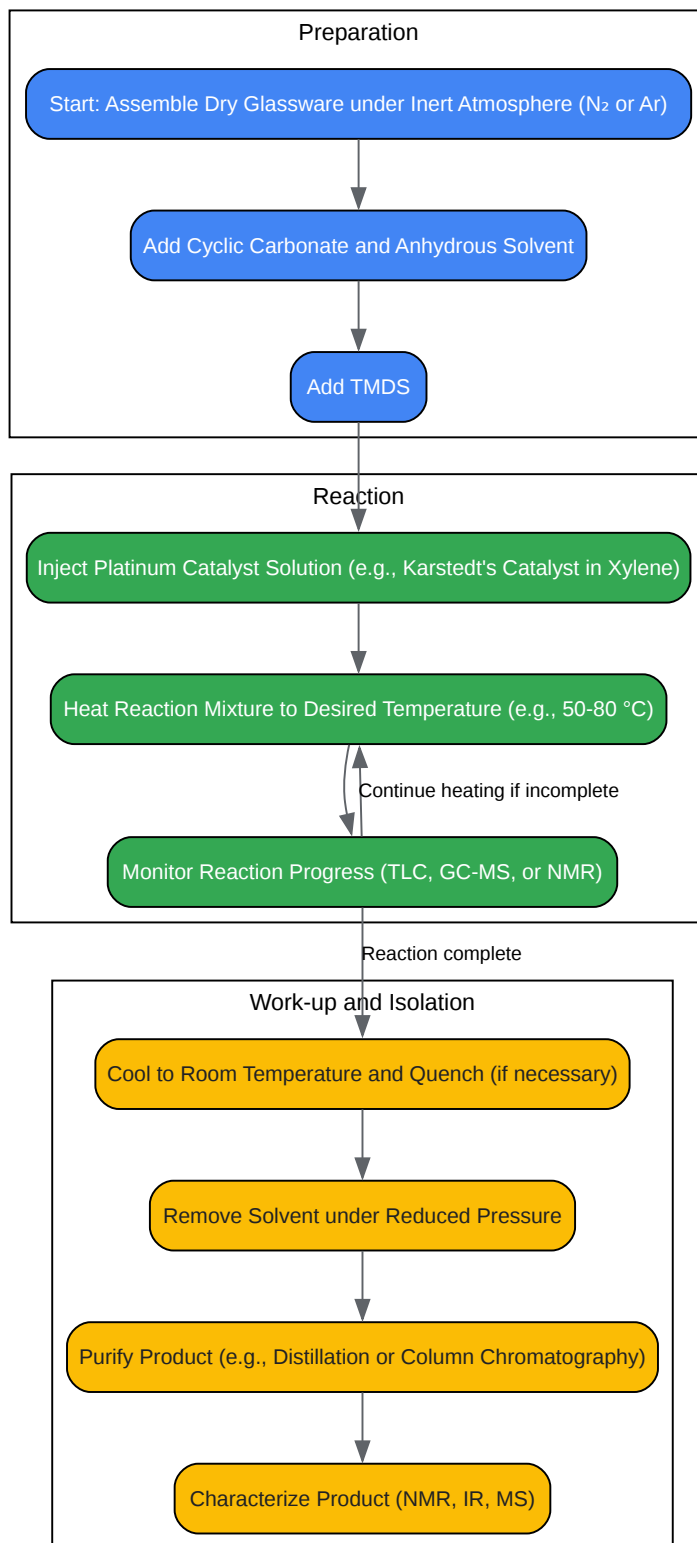 Preparation
Start: Assemble Dry Glassware under Inert Atmosphere (N₂ or Ar)
Add Cyclic Carbonate and Anhydrous Solvent
Add TMDS
Reaction
Inject Platinum Catalyst Solution (e.g., Karstedt's Catalyst in Xylene)
Heat Reaction Mixture to Desired Temperature (e.g., 50-80 °C)
Continue heating if incomplete
Monitor Reaction Progress (TLC, GC-MS, or NMR)
Reaction complete
Work-up and Isolation
Cool to Room Temperature and Quench (if necessary)
Remove Solvent under Reduced Pressure
Purify Product (e.g., Distillation or Column Chromatography)
Characterize Product (NMR, IR, MS)